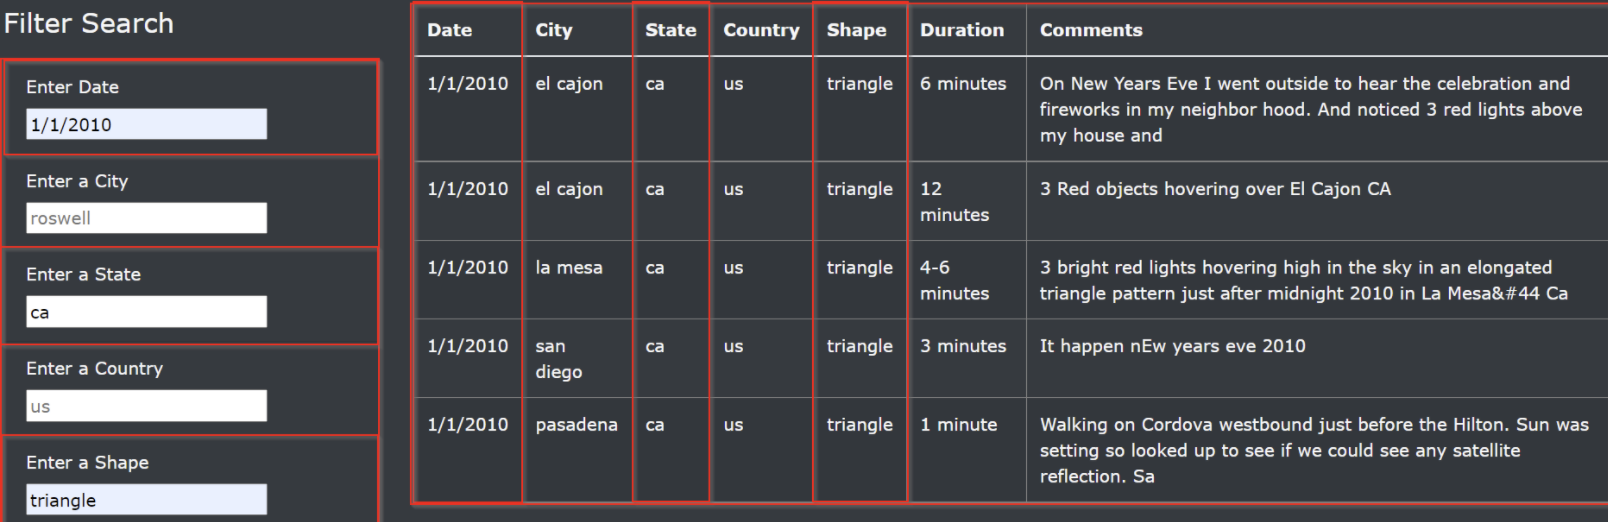 Filter Search
Enter Date
1/1/2010
Enter a City
roswell
Enter a State
ca
Enter a Country
us
Enter a Shape
triangle
Date City State Country Shape Duration Comments
1/1/2010 el cajon ca us triangle 6 minutes On New Years Eve I went outside to hear the celebration and
fireworks in my neighbor hood. And noticed 3 red lights above
my house and
1/1/2010 el cajon ca us triangle 12 3 Red objects hovering over El Cajon CA
minutes
1/1/2010 la mesa ca us triangle 4-6 3 bright red lights hovering high in the sky in an elongated
minutes triangle pattern just after midnight 2010 in La Mesa&#44 Ca
1/1/2010 san ca us triangle 3 minutes It happen nEw years eve 2010
diego
1/1/2010 pasadena ca us triangle 1 minute Walking on Cordova westbound just before the Hilton. Sun was
setting so looked up to see if we could see any satellite
reflection. Sa